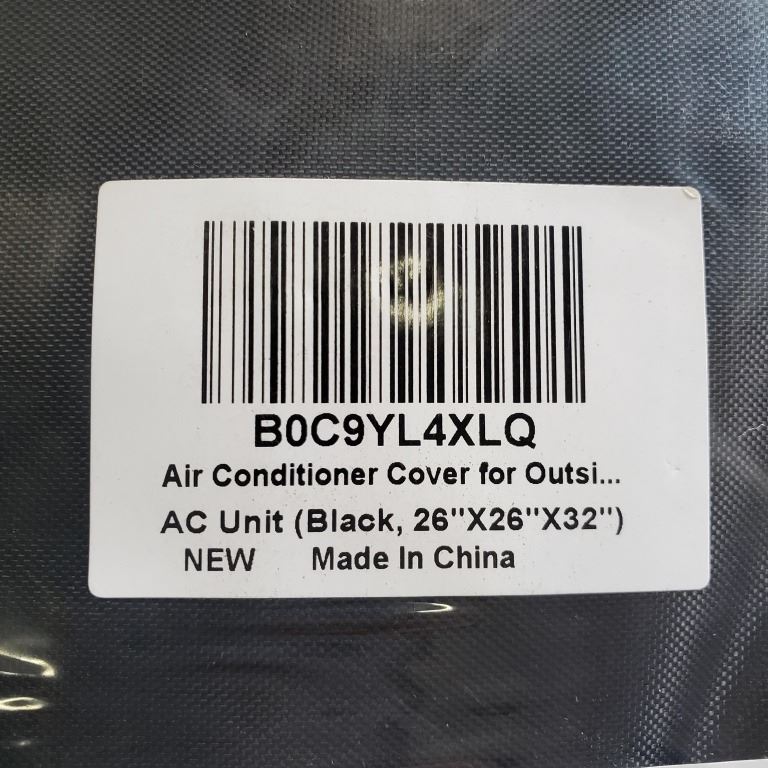 B0C9YL4XLQ
Air Conditioner Cover for Outsi...
AC Unit (Black, 26"X26"X32")
NEW Made In China